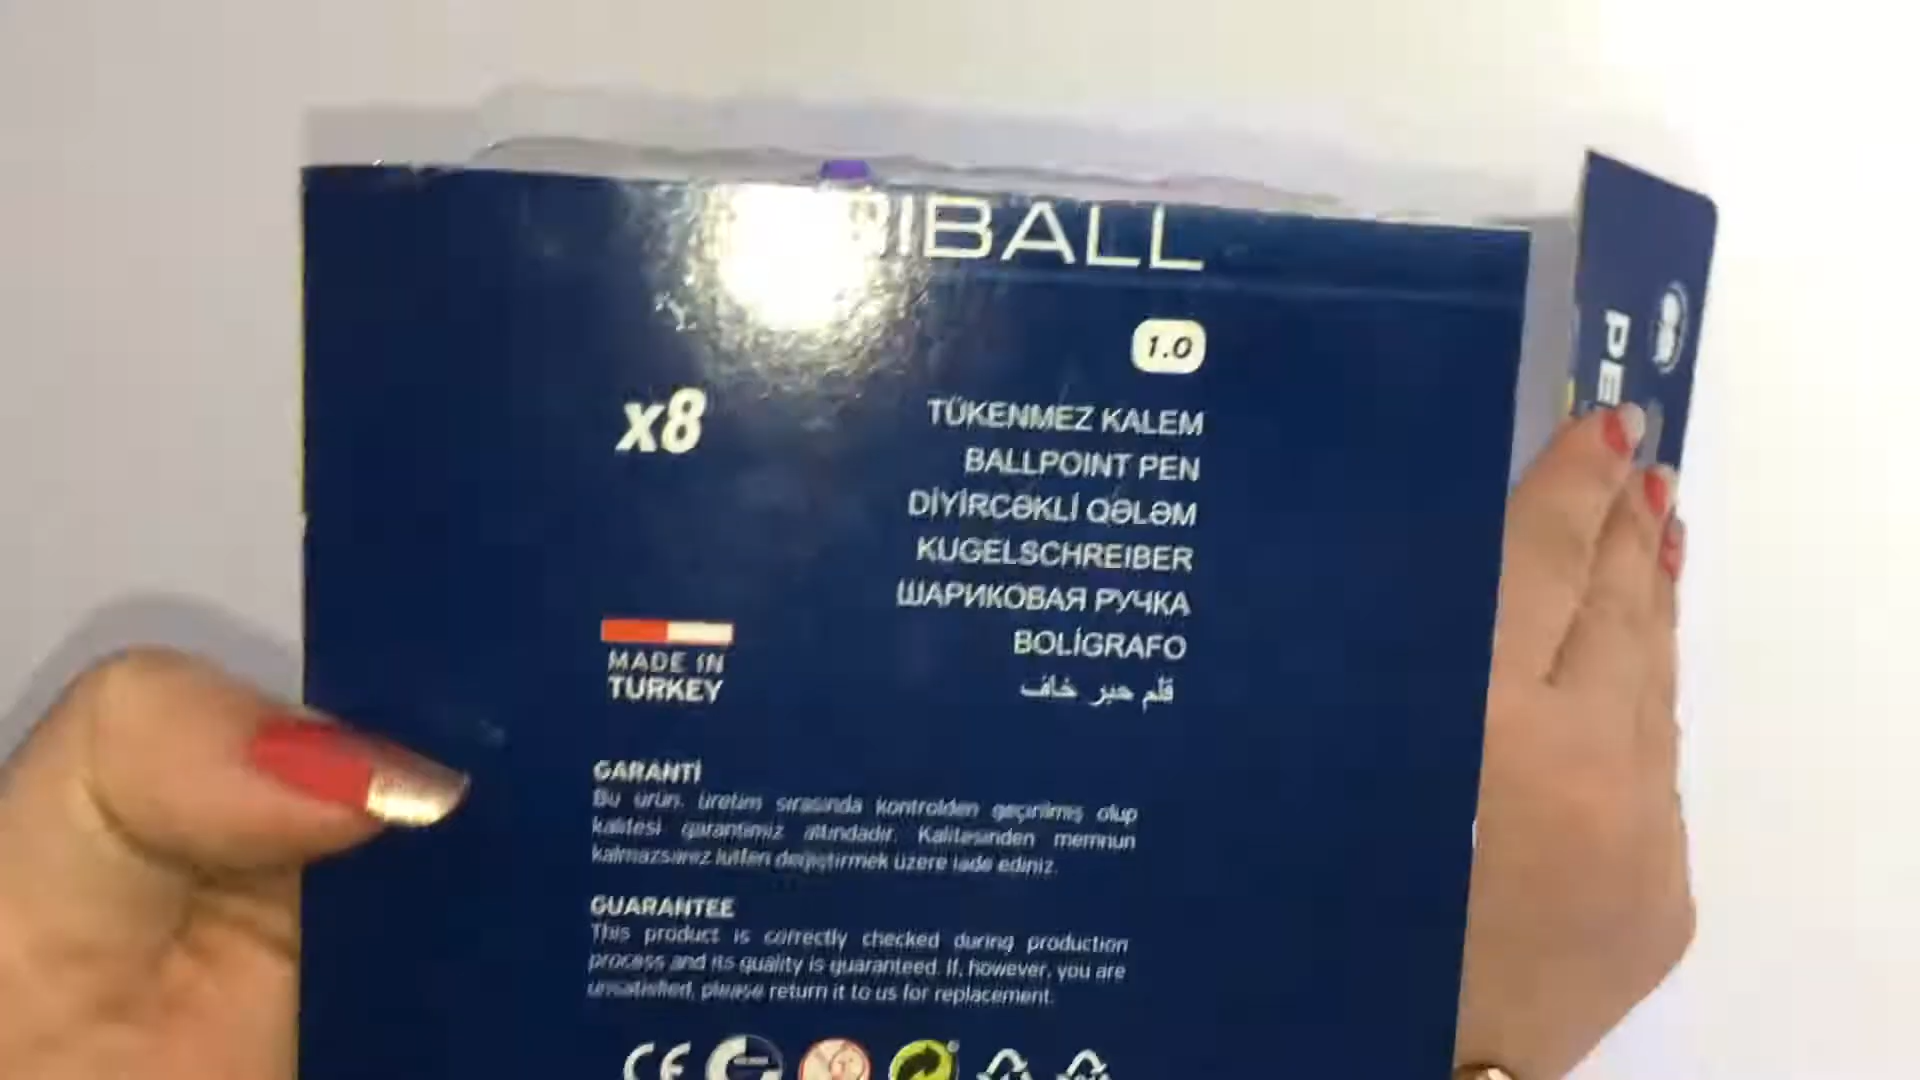 BALL
1.0
x8
TÜKENMEZ KALEM
BALLPOINT PEN
DİYİRCƏKLİ QƏLƏM
KUGELSCHREIBER
ШАРИКОВАЯ РУЧКА
BOLİGRAFO
قلم حبر خاف
MADE IN
TURKEY
GARANTİ
Bu ürün, üretim sırasında kontrolden geçirilmiş olup
kalitesi garantimiz altındadır. Kalitesinden memnun
kalmazsanız lütfen değiştirmek üzere iade ediniz.
GUARANTEE
This product is correctly checked during production
process and its quality is guaranteed. If, however, you are
unsatisfied, please return it to us for replacement.
CE
PE